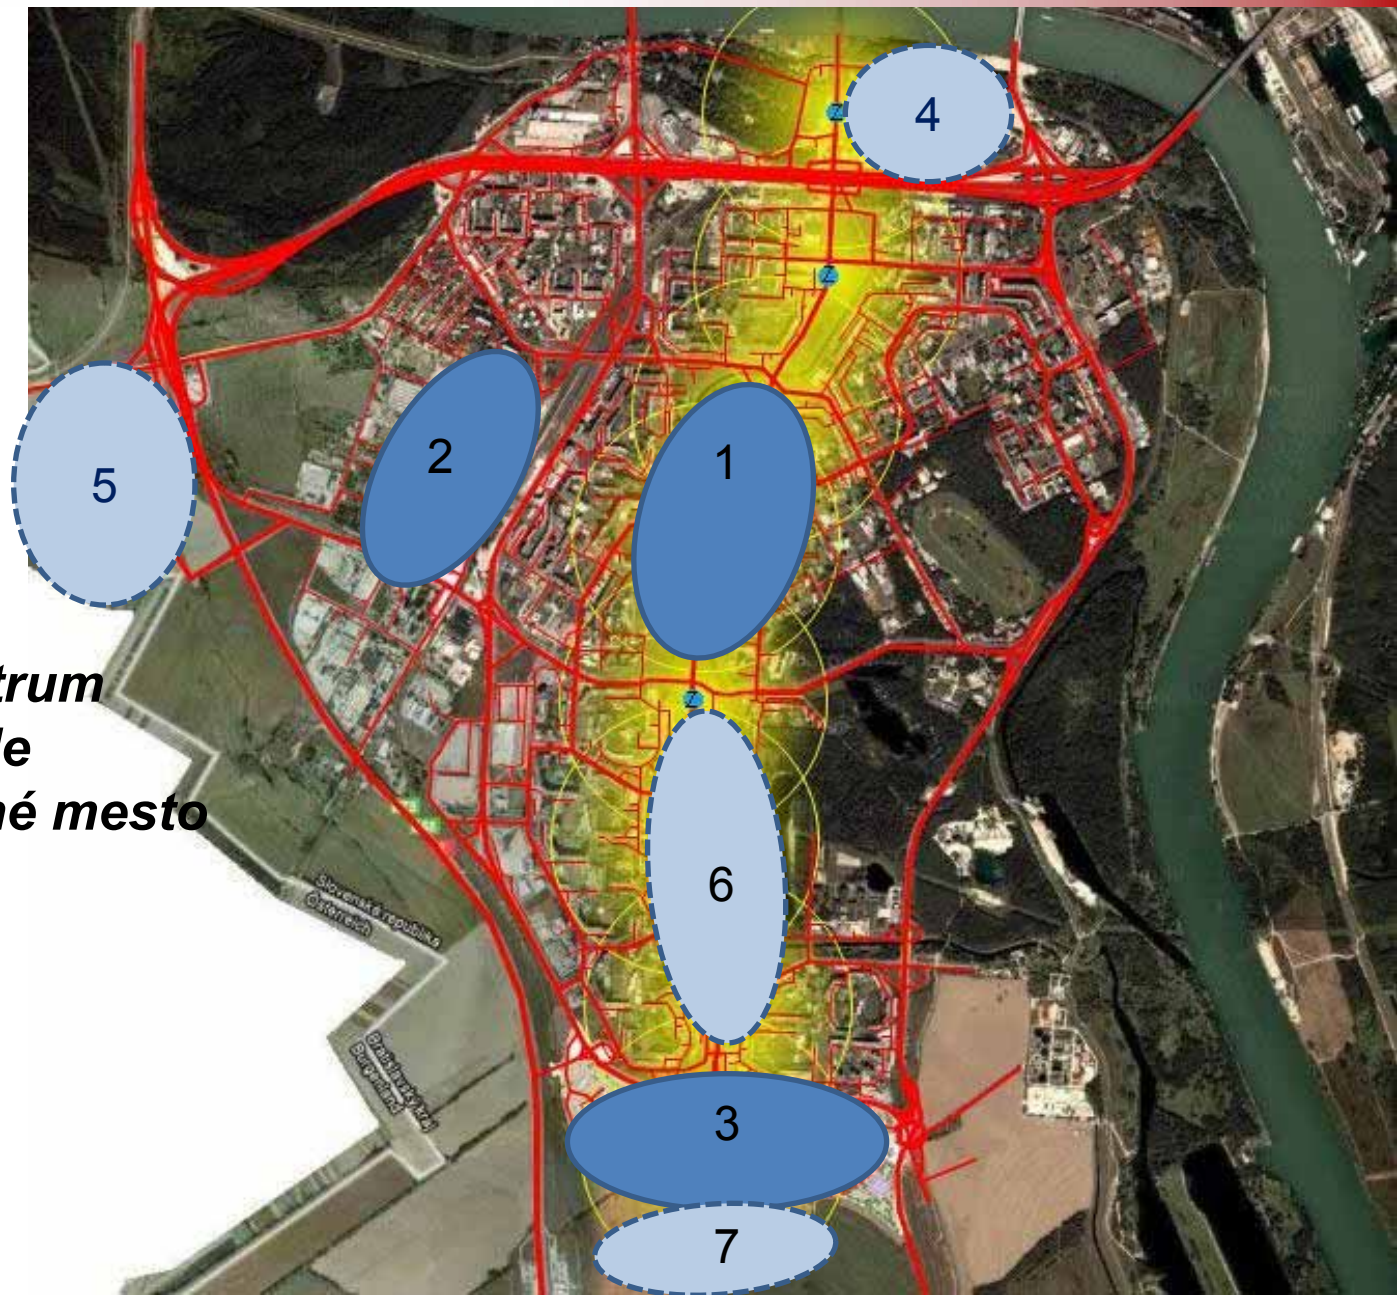 4
Z
Z
5
2
1
Z
trum
le
né mesto
6
Slovenská republika
Österreich
Bratislavský kraj
Burgenland
3
7